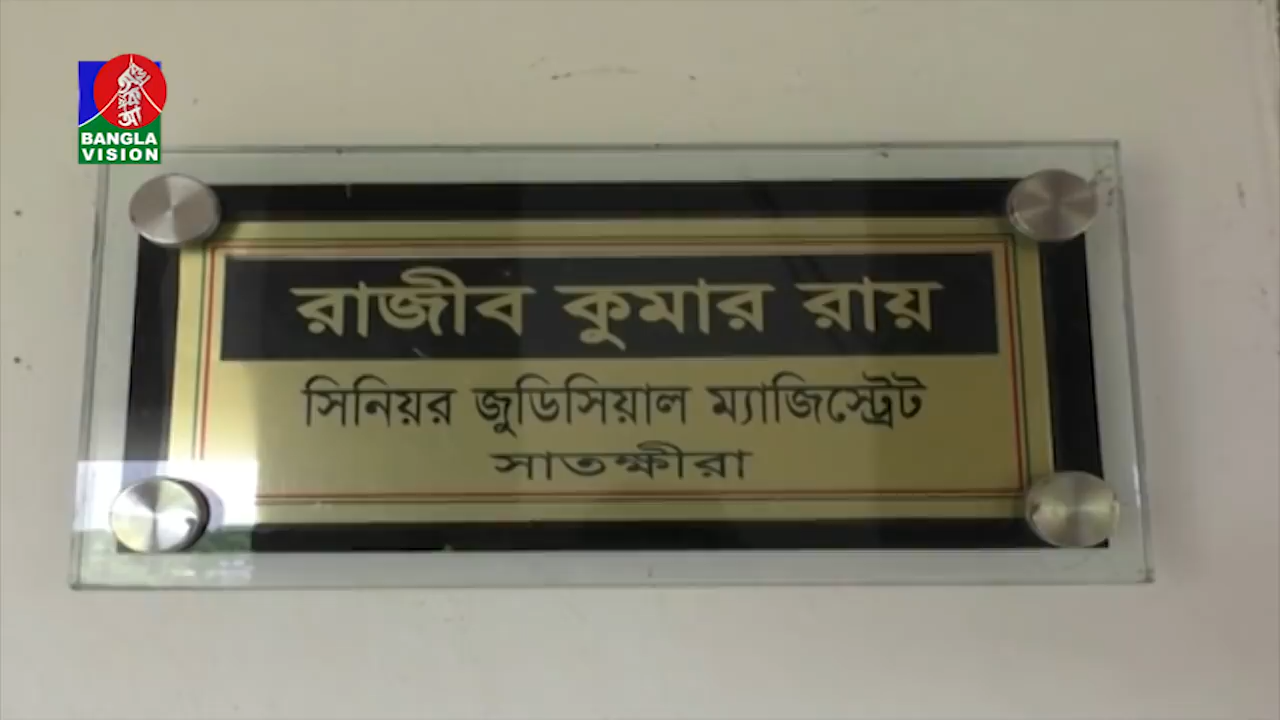 BANGLA
VISION
রাজীব কুমার রায়
সিনিয়র জুডিসিয়াল ম্যাজিস্ট্রেট
সাতক্ষীরা